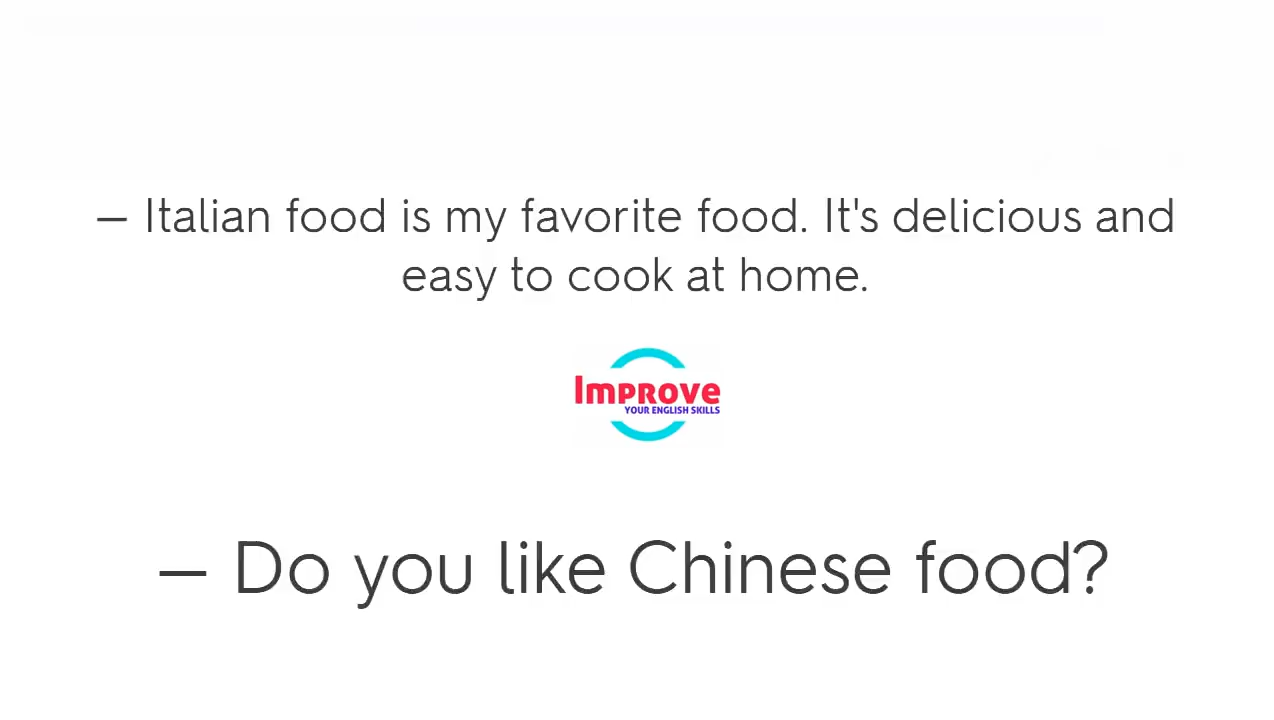 — Italian food is my favorite food. It's delicious and
easy to cook at home.
Improve
YOUR ENGLISH SKILLS
— Do you like Chinese food?